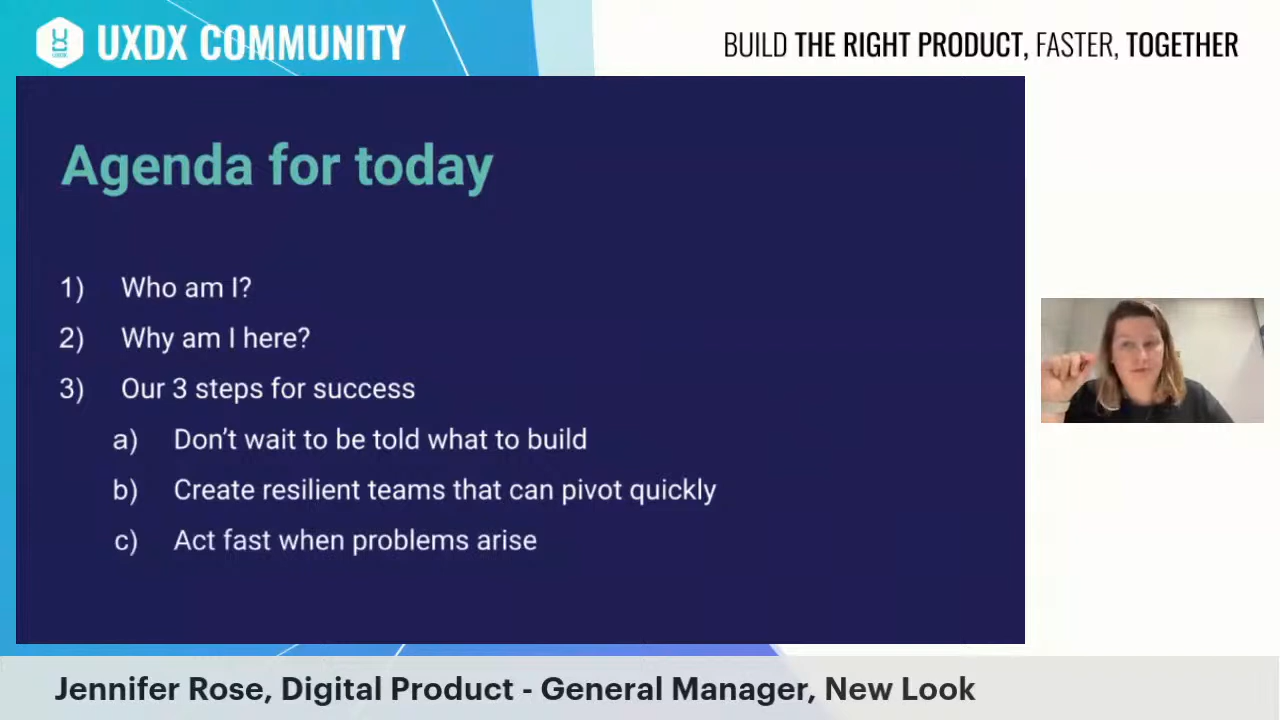 UXDX COMMUNITY
BUILD THE RIGHT PRODUCT, FASTER, TOGETHER
Agenda for today
1) Who am I?
2) Why am I here?
3) Our 3 steps for success
a) Don't wait to be told what to build
b) Create resilient teams that can pivot quickly
c) Act fast when problems arise
Jennifer Rose, Digital Product - General Manager, New Look